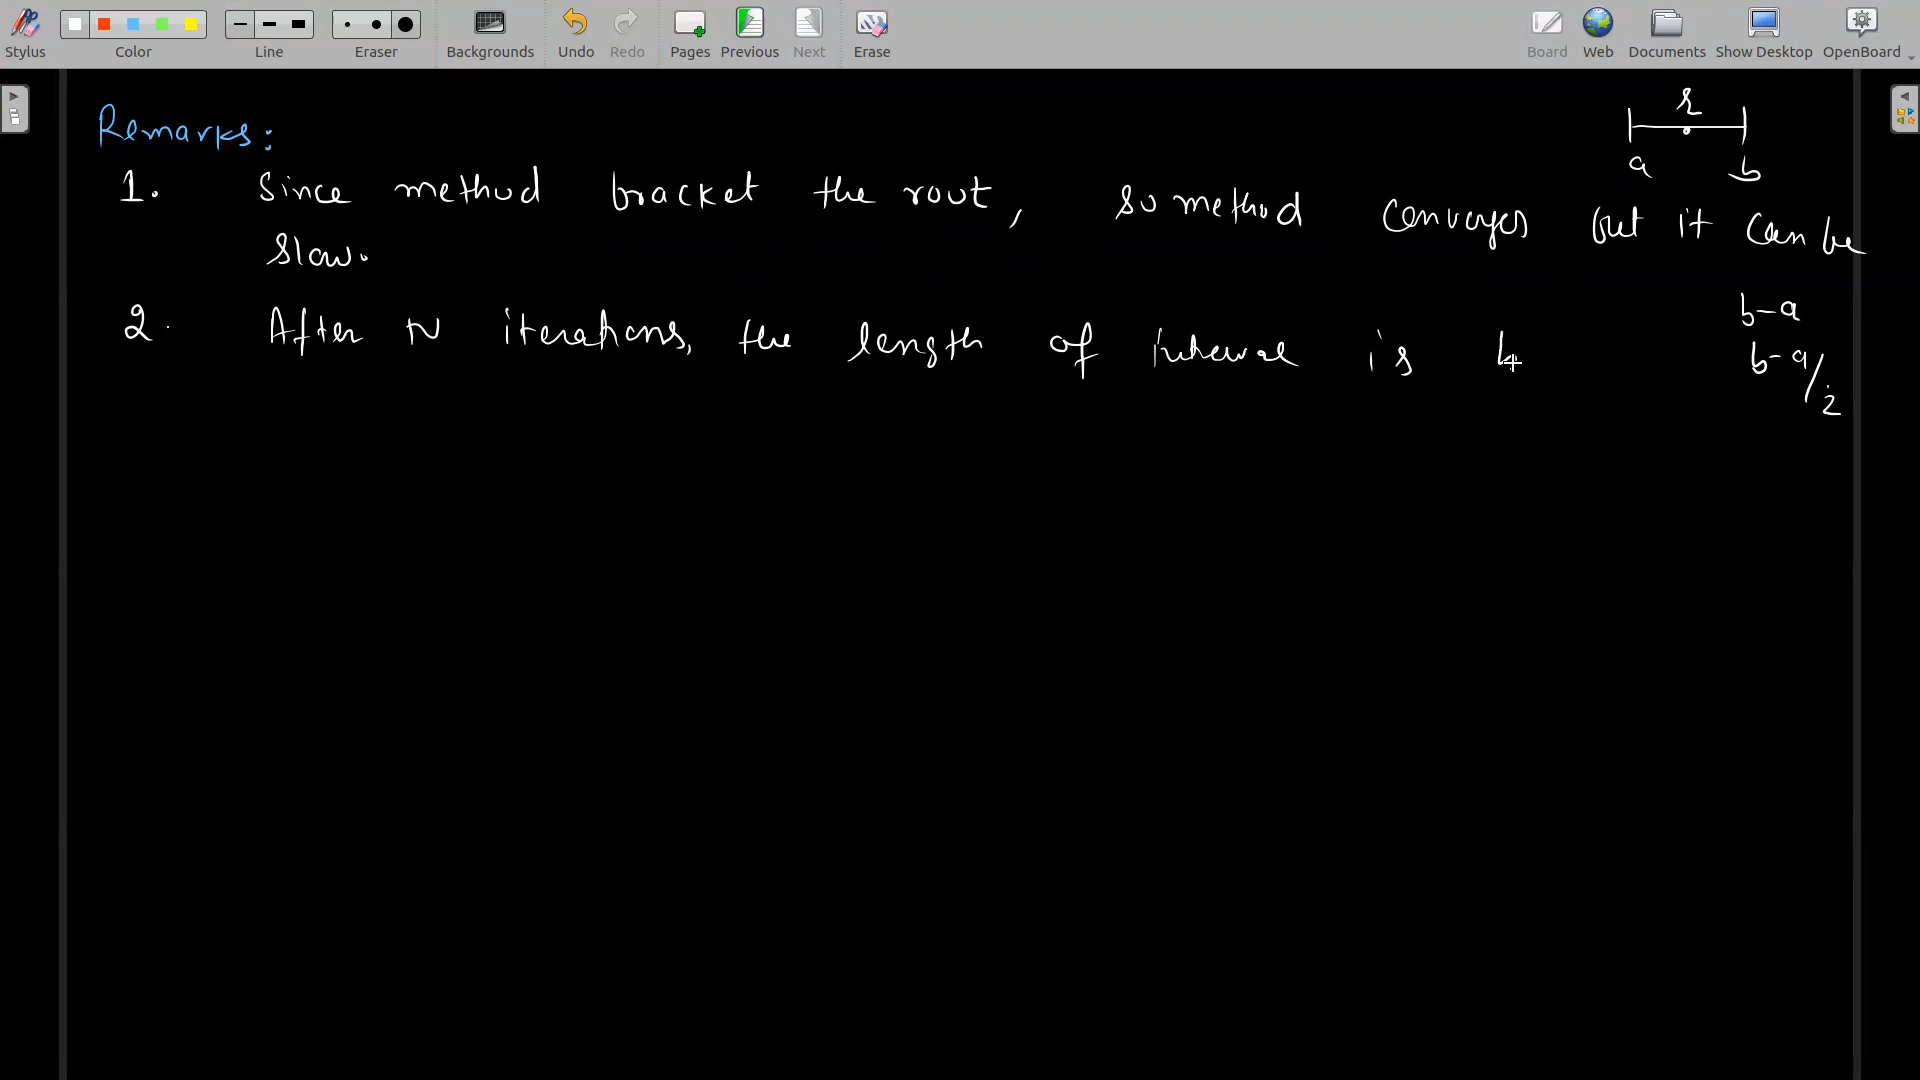 Stylus Color Line Eraser Backgrounds Undo Redo Pages Previous Next Erase Board Web Documents Show Desktop OpenBoard
Remarks:
r
a b
1. Since method bracket the root, so method converges but it can be
slow.
2. After N iterations, the length of interval is b
b-a
b-a/2